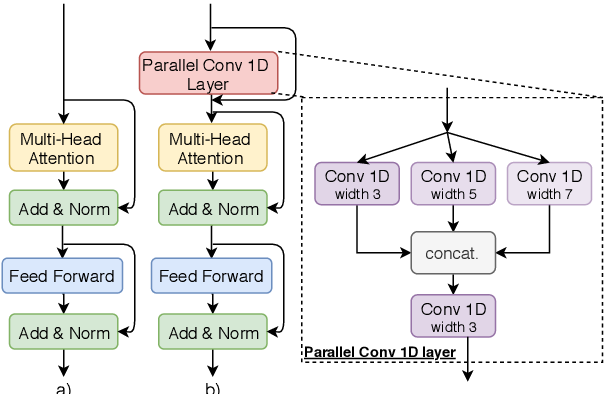 Multi-Head
Attention
Add & Norm
Feed Forward
Add & Norm
a)
Parallel Conv 1D
Layer
Multi-Head
Attention
Add & Norm
Feed Forward
Add & Norm
b)
Conv 1D
width 3
Conv 1D
width 5
Conv 1D
width 7
concat.
Conv 1D
width 3
Parallel Conv 1D layer